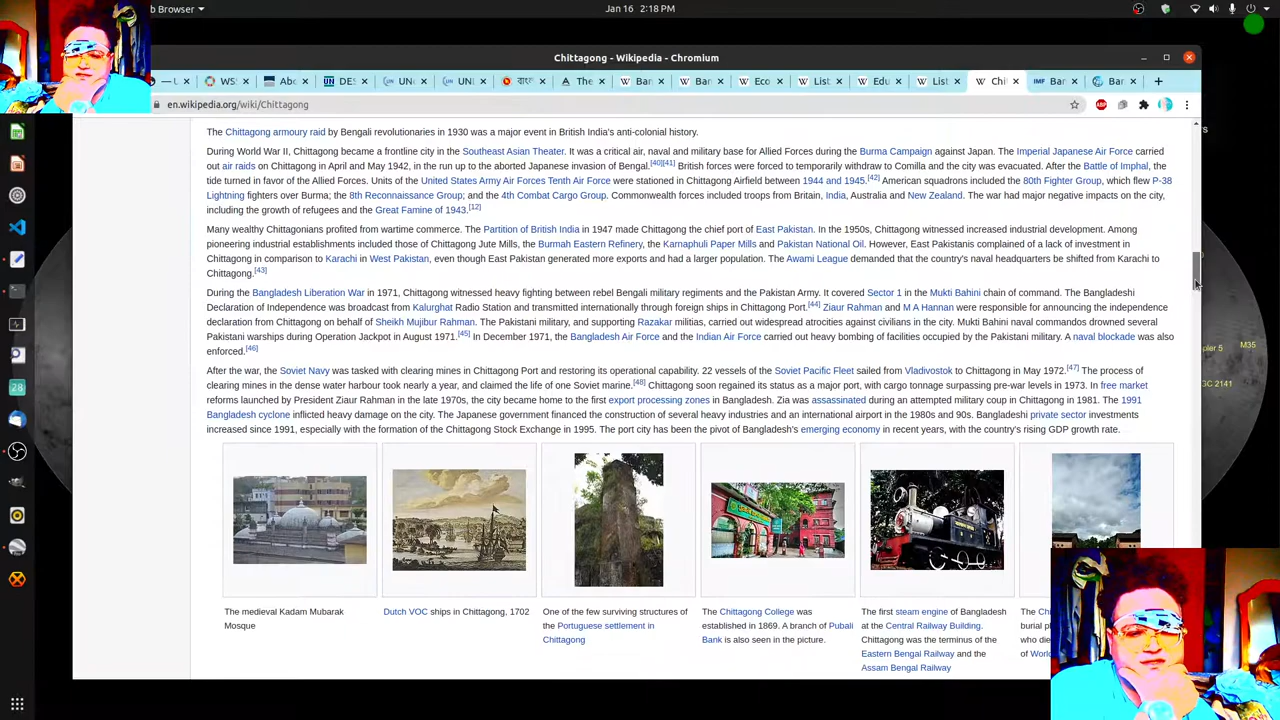 b Browser
Jan 16 2:18 PM
Chittagong - Wikipedia - Chromium
— U
WS:
Abc
DES
UN
UNI
বাংল
The
Ban
Ban
Eco
List
Edu
List
Chi
Ban
Ban
en.wikipedia.org/wiki/Chittagong
The Chittagong armoury raid by Bengali revolutionaries in 1930 was a major event in British India's anti-colonial history.
During World War II, Chittagong became a frontline city in the Southeast Asian Theater. It was a critical air, naval and military base for Allied Forces during the Burma Campaign against Japan. The Imperial Japanese Air Force carried
out air raids on Chittagong in April and May 1942, in the run up to the aborted Japanese invasion of Bengal.[40][41] British forces were forced to temporarily withdraw to Comilla and the city was evacuated. After the Battle of Imphal, the
tide turned in favor of the Allied Forces. Units of the United States Army Air Forces Tenth Air Force were stationed in Chittagong Airfield between 1944 and 1945.[42] American squadrons included the 80th Fighter Group, which flew P-38
Lightning fighters over Burma; the 8th Reconnaissance Group; and the 4th Combat Cargo Group. Commonwealth forces included troops from Britain, India, Australia and New Zealand. The war had major negative impacts on the city,
including the growth of refugees and the Great Famine of 1943.[12]
Many wealthy Chittagonians profited from wartime commerce. The Partition of British India in 1947 made Chittagong the chief port of East Pakistan. In the 1950s, Chittagong witnessed increased industrial development. Among
pioneering industrial establishments included those of Chittagong Jute Mills, the Burmah Eastern Refinery, the Karnaphuli Paper Mills and Pakistan National Oil. However, East Pakistanis complained of a lack of investment in
Chittagong in comparison to Karachi in West Pakistan, even though East Pakistan generated more exports and had a larger population. The Awami League demanded that the country's naval headquarters be shifted from Karachi to
Chittagong.[43]
During the Bangladesh Liberation War in 1971, Chittagong witnessed heavy fighting between rebel Bengali military regiments and the Pakistan Army. It covered Sector 1 in the Mukti Bahini chain of command. The Bangladeshi
Declaration of Independence was broadcast from Kalurghat Radio Station and transmitted internationally through foreign ships in Chittagong Port.[44] Ziaur Rahman and M A Hannan were responsible for announcing the independence
declaration from Chittagong on behalf of Sheikh Mujibur Rahman. The Pakistani military, and supporting Razakar militias, carried out widespread atrocities against civilians in the city. Mukti Bahini naval commandos drowned several
Pakistani warships during Operation Jackpot in August 1971.[45] In December 1971, the Bangladesh Air Force and the Indian Air Force carried out heavy bombing of facilities occupied by the Pakistani military. A naval blockade was also
enforced.[46]
After the war, the Soviet Navy was tasked with clearing mines in Chittagong Port and restoring its operational capability. 22 vessels of the Soviet Pacific Fleet sailed from Vladivostok to Chittagong in May 1972.[47] The process of
clearing mines in the dense water harbour took nearly a year, and claimed the life of one Soviet marine.[48] Chittagong soon regained its status as a major port, with cargo tonnage surpassing pre-war levels in 1973. In free market
reforms launched by President Ziaur Rahman in the late 1970s, the city became home to the first export processing zones in Bangladesh. Zia was assassinated during an attempted military coup in Chittagong in 1981. The 1991
Bangladesh cyclone inflicted heavy damage on the city. The Japanese government financed the construction of several heavy industries and an international airport in the 1980s and 90s. Bangladeshi private sector investments
increased since 1991, especially with the formation of the Chittagong Stock Exchange in 1995. The port city has been the pivot of Bangladesh's emerging economy in recent years, with the country's rising GDP growth rate.
The medieval Kadam Mubarak
Mosque
Dutch VOC ships in Chittagong, 1702
One of the few surviving structures of
the Portuguese settlement in
Chittagong
The Chittagong College was
established in 1869. A branch of Pubali
Bank is also seen in the picture.
The first steam engine of Bangladesh
at the Central Railway Building.
Chittagong was the terminus of the
Eastern Bengal Railway and the
Assam Bengal Railway
The Ch
burial pl
who die
of World
rs
pler 5
M35
GC 2141